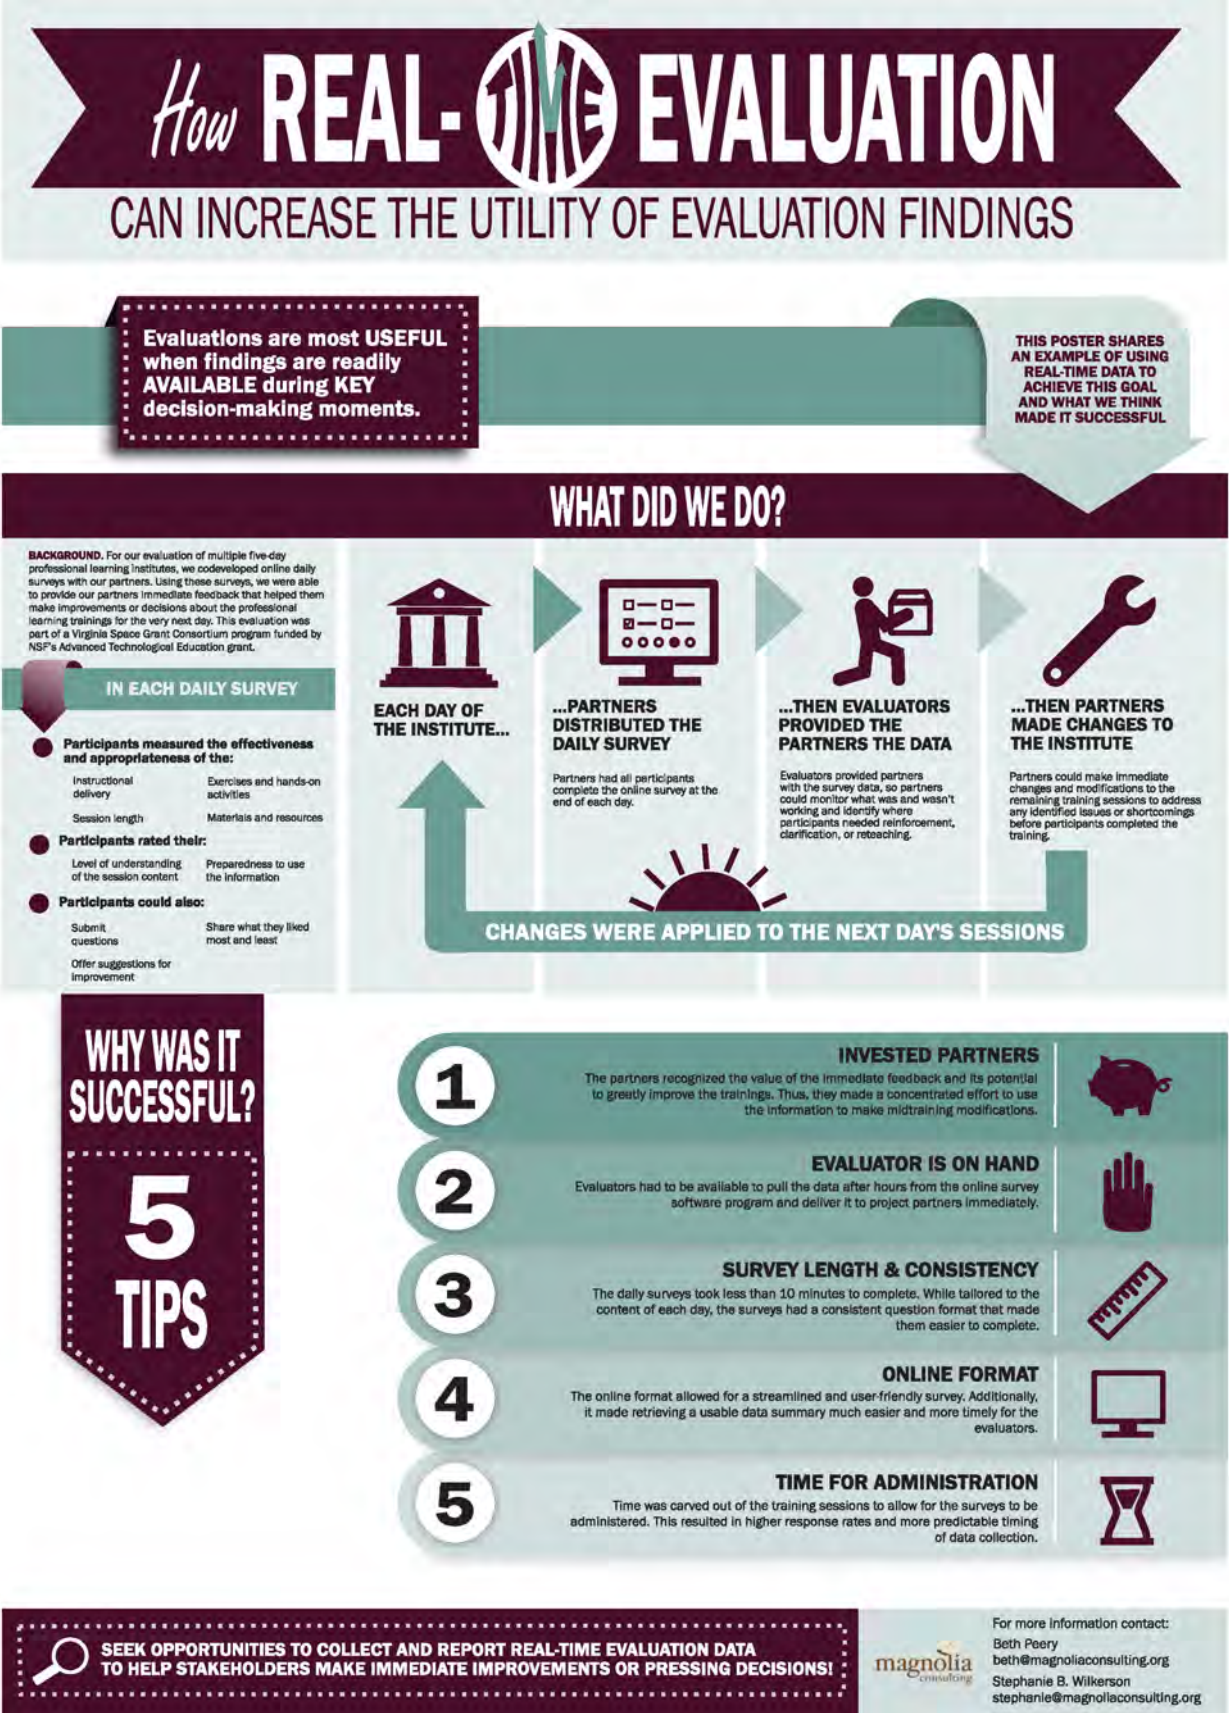 How REAL-TIME EVALUATION
CAN INCREASE THE UTILITY OF EVALUATION FINDINGS
Evaluations are most USEFUL
when findings are readily
AVAILABLE during KEY
decision-making moments.
THIS POSTER SHARES
AN EXAMPLE OF USING
REAL-TIME DATA TO
ACHIEVE THIS GOAL
AND WHAT WE THINK
MADE IT SUCCESSFUL
WHAT DID WE DO?
BACKGROUND. For our evaluation of multiple five-day
professional learning institutes, we codeveloped online daily
surveys with our partners. Using these surveys, we were able
to provide our partners immediate feedback that helped them
make improvements or decisions about the professional
learning trainings for the very next day. This evaluation was
part of a Virginia Space Grant Consortium program funded by
NSF's Advanced Technological Education grant.
IN EACH DAILY SURVEY
Participants measured the effectiveness
and appropriateness of the:
Instructional
delivery
Exercises and hands-on
activities
Session length
Materials and resources
Participants rated their:
Level of understanding
of the session content
Preparedness to use
the information
Participants could also:
Submit
questions
Share what they liked
most and least
Offer suggestions for
improvement
EACH DAY OF
THE INSTITUTE...
...PARTNERS
DISTRIBUTED THE
DAILY SURVEY
Partners had all participants
complete the online survey at the
end of each day.
...THEN EVALUATORS
PROVIDED THE
PARTNERS THE DATA
Evaluators provided partners
with the survey data, so partners
could monitor what was and wasn't
working and identify where
participants needed reinforcement,
clarification, or reteaching.
...THEN PARTNERS
MADE CHANGES TO
THE INSTITUTE
Partners could make immediate
changes and modifications to the
remaining training sessions to address
any identified issues or shortcomings
before participants completed the
training.
CHANGES WERE APPLIED TO THE NEXT DAY'S SESSIONS
WHY WAS IT
SUCCESSFUL?
5
TIPS
1
INVESTED PARTNERS
The partners recognized the value of the immediate feedback and its potential
to greatly improve the trainings. Thus, they made a concentrated effort to use
the information to make midtraining modifications.
2
EVALUATOR IS ON HAND
Evaluators had to be available to pull the data after hours from the online survey
software program and deliver it to project partners immediately.
3
SURVEY LENGTH & CONSISTENCY
The daily surveys took less than 10 minutes to complete. While tailored to the
content of each day, the surveys had a consistent question format that made
them easier to complete.
4
ONLINE FORMAT
The online format allowed for a streamlined and user-friendly survey. Additionally,
it made retrieving a usable data summary much easier and more timely for the
evaluators.
5
TIME FOR ADMINISTRATION
Time was carved out of the training sessions to allow for the surveys to be
administered. This resulted in higher response rates and more predictable timing
of data collection.
SEEK OPPORTUNITIES TO COLLECT AND REPORT REAL-TIME EVALUATION DATA
TO HELP STAKEHOLDERS MAKE IMMEDIATE IMPROVEMENTS OR PRESSING DECISIONS!
magnolia
consulting
For more information contact:
Beth Peery
beth@magnoliaconsulting.org
Stephanie B. Wilkerson
stephanie@magnoliaconsulting.org